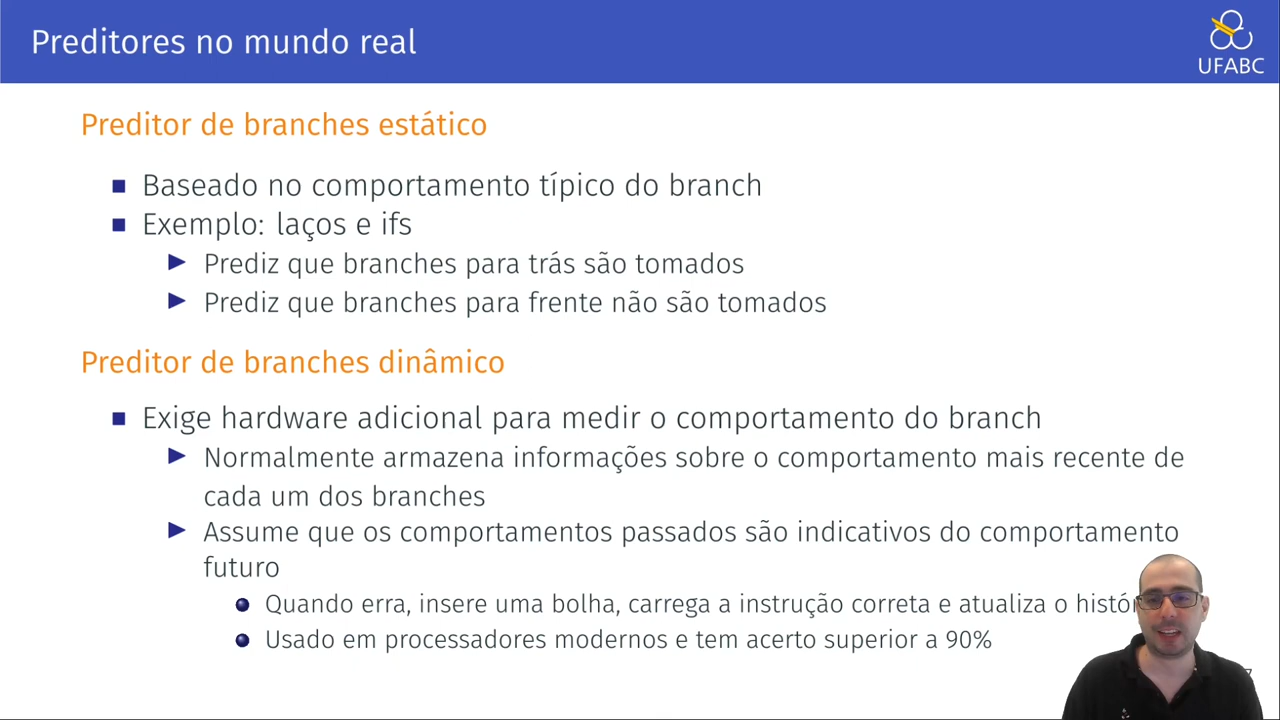 Preditores no mundo real
UFABC
Preditor de branches estático
Baseado no comportamento típico do branch
Exemplo: laços e ifs
Prediz que branches para trás são tomados
Prediz que branches para frente não são tomados
Preditor de branches dinâmico
Exige hardware adicional para medir o comportamento do branch
Normalmente armazena informações sobre o comportamento mais recente de
cada um dos branches
Assume que os comportamentos passados são indicativos do comportamento
futuro
Quando erra, insere uma bolha, carrega a instrução correta e atualiza o
Usado em processadores modernos e tem acerto superior a 90%